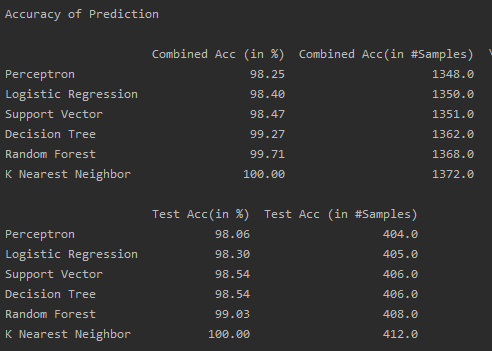 Accuracy of Prediction
Combined Acc (in %) Combined Acc(in #Samples) \
Perceptron 98.25 1348.0
Logistic Regression 98.40 1350.0
Support Vector 98.47 1351.0
Decision Tree 99.27 1362.0
Random Forest 99.71 1368.0
K Nearest Neighbor 100.00 1372.0
Test Acc(in %) Test Acc (in #Samples)
Perceptron 98.06 404.0
Logistic Regression 98.30 405.0
Support Vector 98.54 406.0
Decision Tree 98.54 406.0
Random Forest 99.03 408.0
K Nearest Neighbor 100.00 412.0